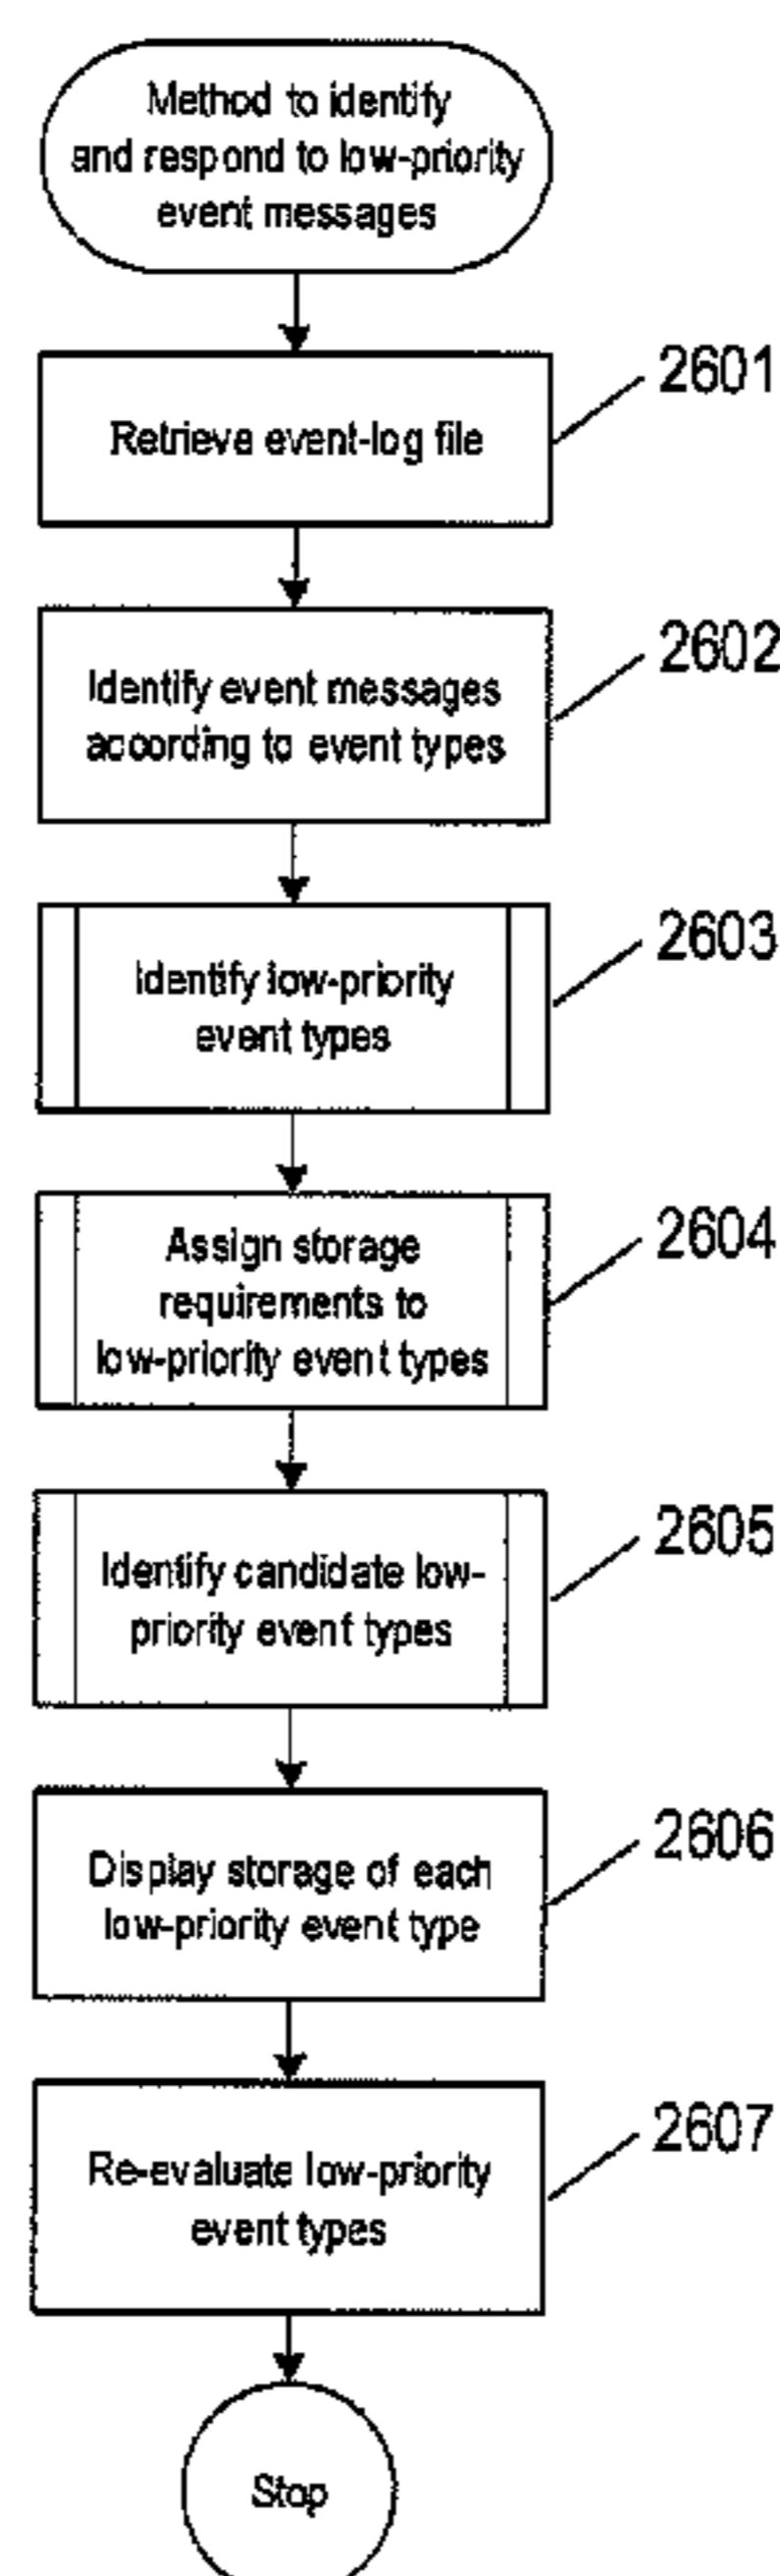 Method to identify
and respond to low-priority
event messages
2601
Retrieve event-log file
2602
Identify event messages
according to event types
2603
Identify low-priority
event types
2604
Assign storage
requirements to
low-priority event types
2605
Identify candidate low-
priority event types
2606
Display storage of each
low-priority event type
2607
Re-evaluate low-priority
event types
Stop